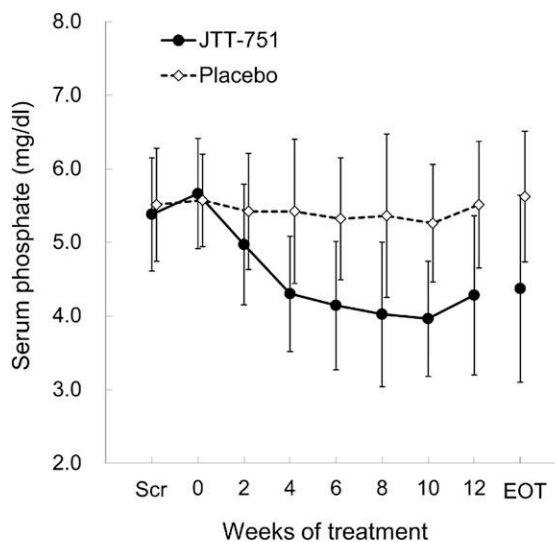 JTT-751
Placebo
Serum phosphate (mg/dl)
8.0
7.0
6.0
5.0
4.0
3.0
2.0
Scr 0 2 4 6 8 10 12 EOT
Weeks of treatment